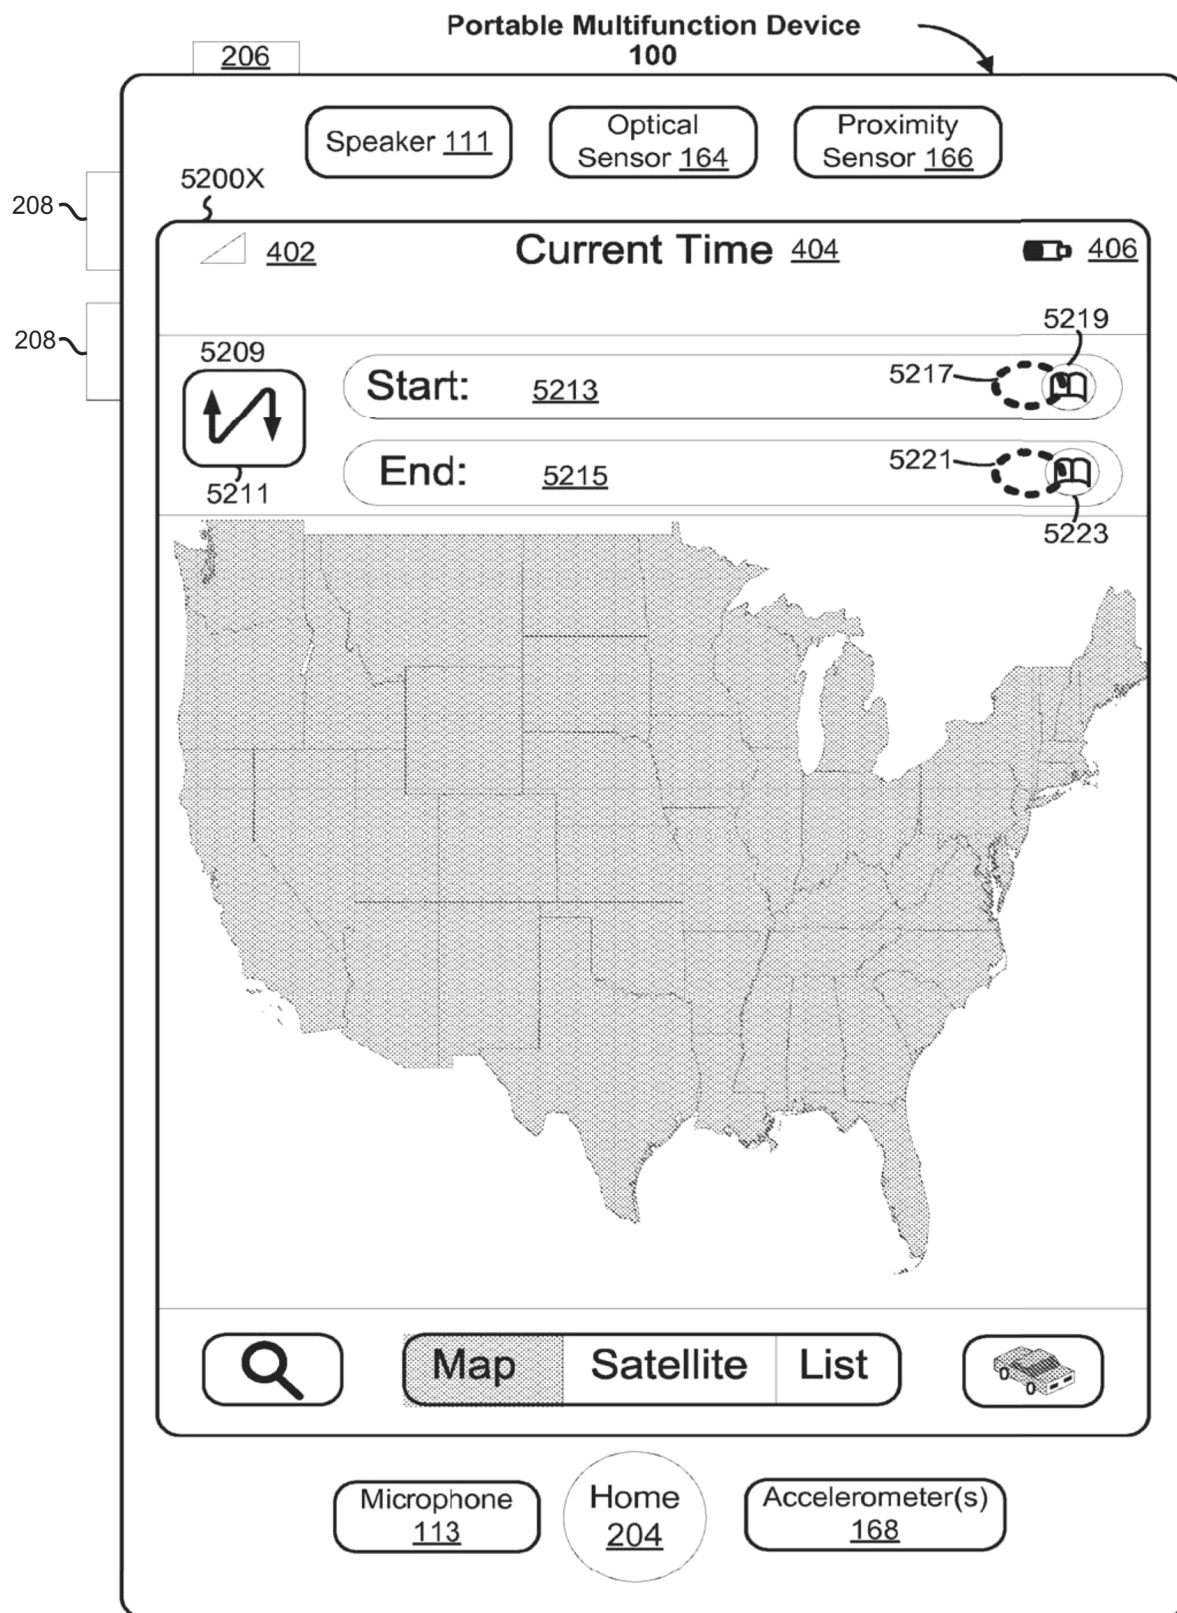 Portable Multifunction Device
100
206
Speaker 111
Optical
Sensor 164
Proximity
Sensor 166
5200X
208
402
Current Time 404
406
208
5209
5219
Start: 5213
5217
End: 5215
5221
5211
5223
Map
Satellite
List
Microphone
113
Home
204
Accelerometer(s)
168